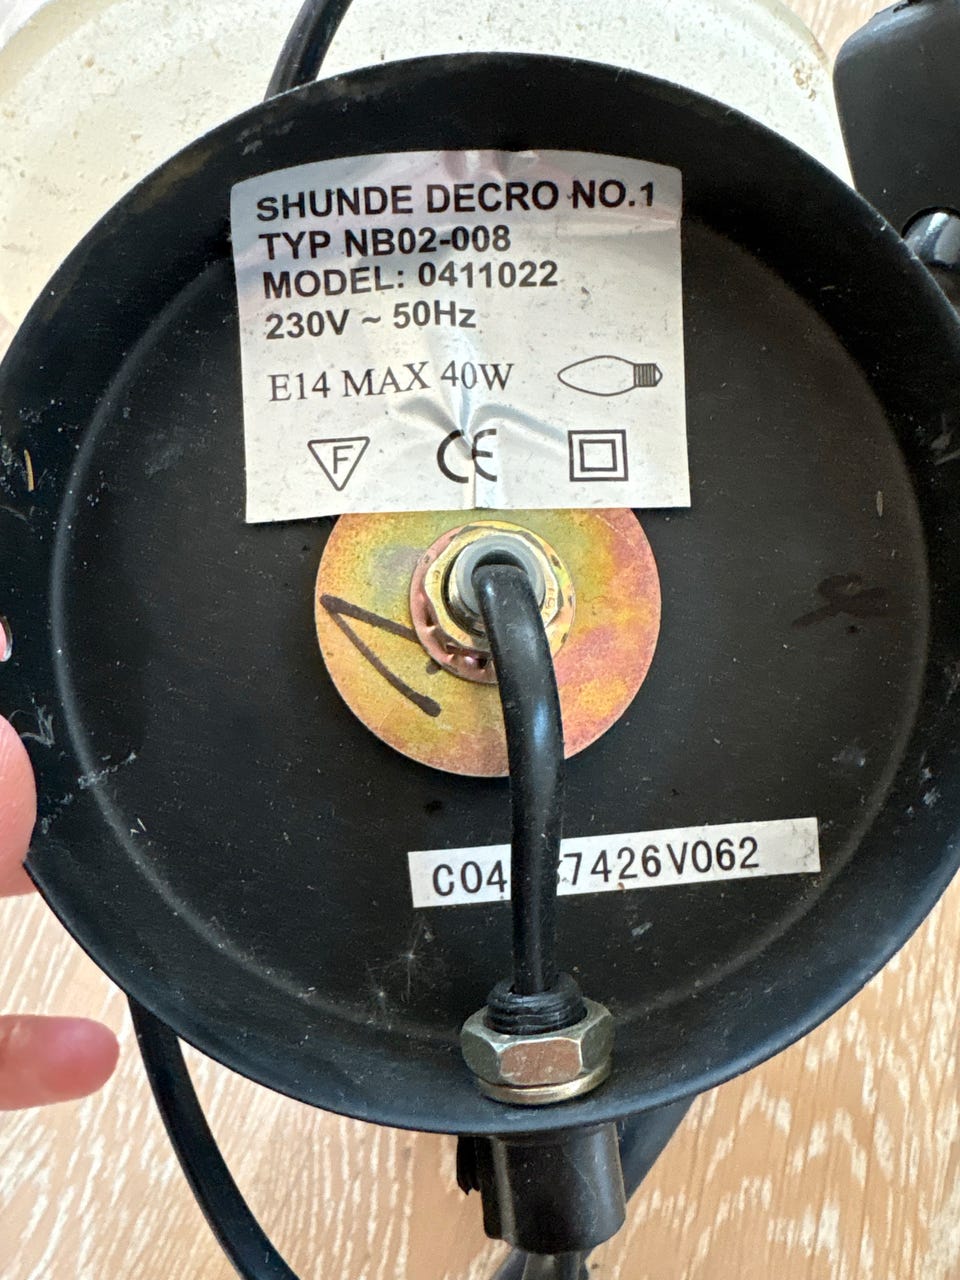 SHUNDE DECRO NO.1
TYP NB02-008
MODEL: 0411022
230V ~ 50Hz
E14 MAX 40W
F CE